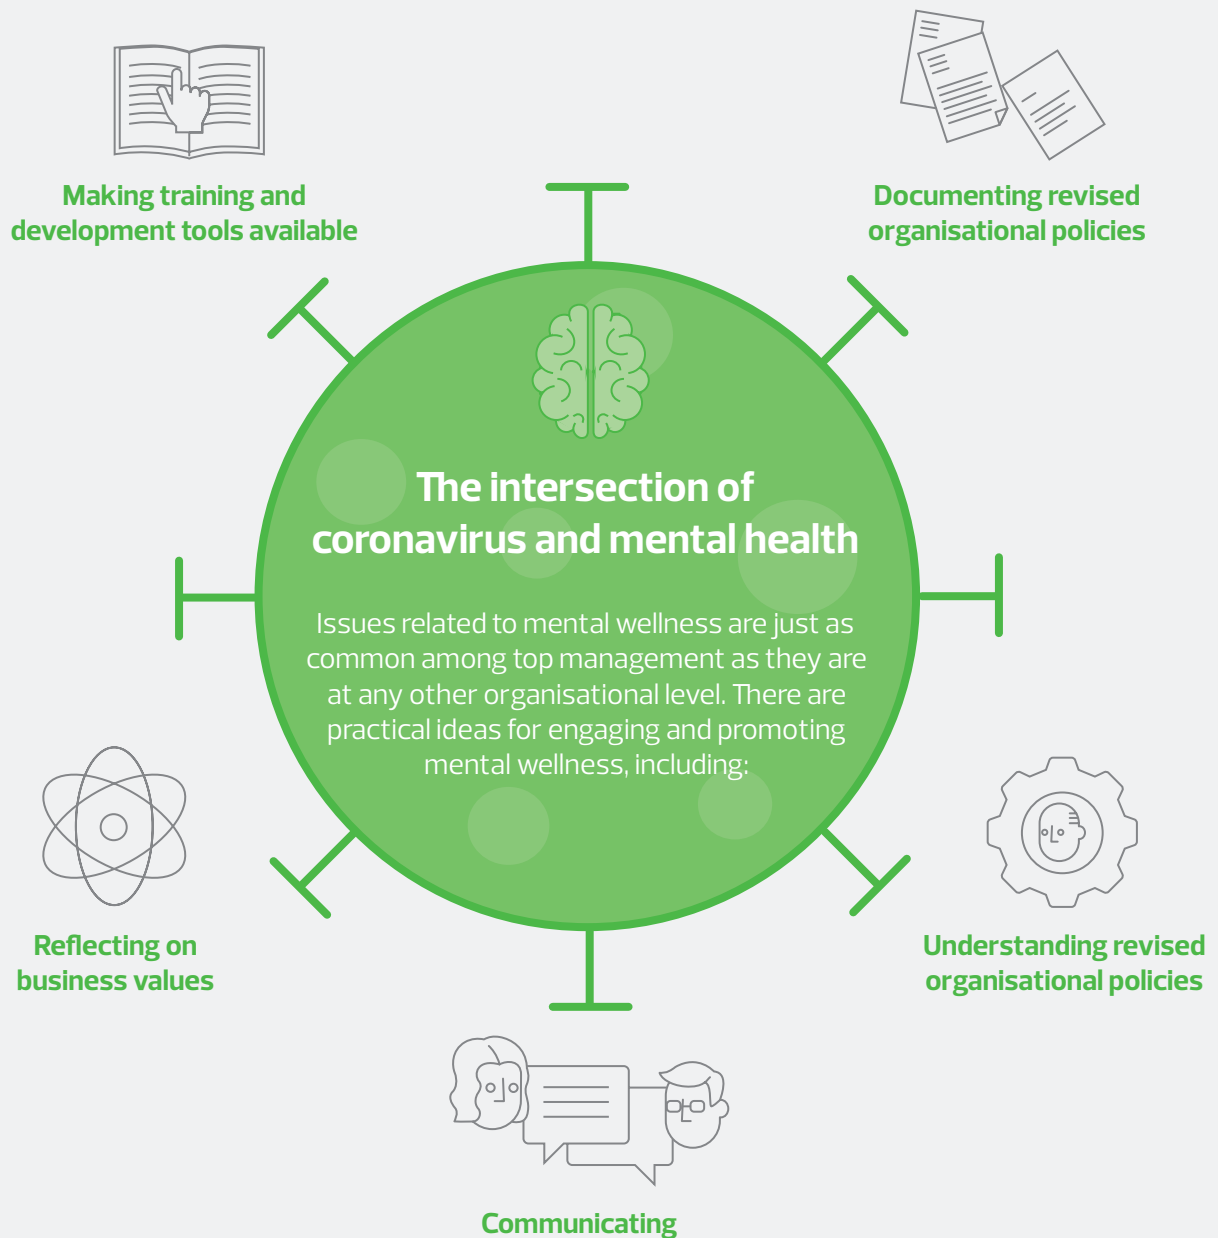 Making training and
development tools available
Documenting revised
organisational policies
The intersection of
coronavirus and mental health
Issues related to mental wellness are just as
common among top management as they are
at any other organisational level. There are
practical ideas for engaging and promoting
mental wellness, including:
Reflecting on
business values
Understanding revised
organisational policies
Communicating